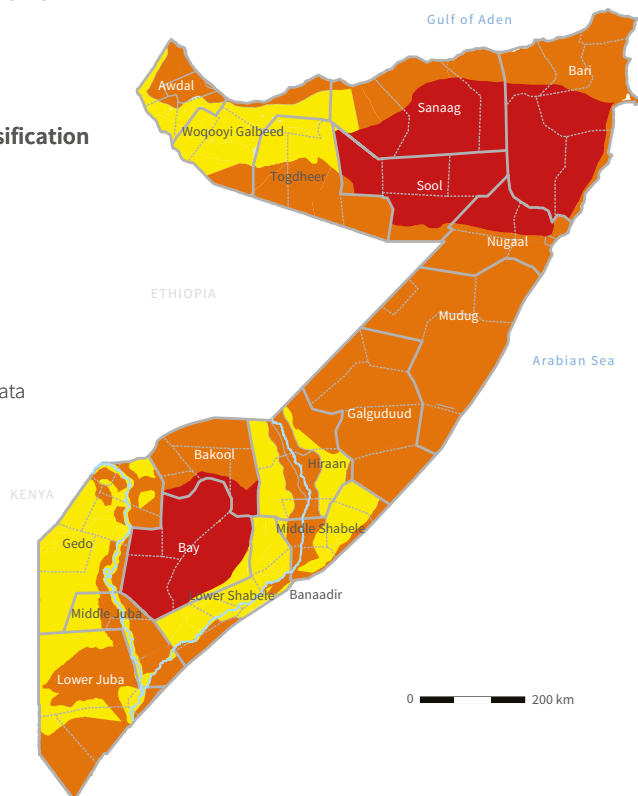 Gulf of Aden
Bari
Awdal
Sanaag
sification
Woqooyi Galbeed
Togdheer
Sool
Nugaal
ETHIOPIA
Mudug
Arabian Sea
ata
Galguduud
Bakool
Hiraan
KENYA
Middle Shabele
Gedo
Bay
Lower Shabele
Banaadir
Middle Juba
Lower Juba
0
200 km